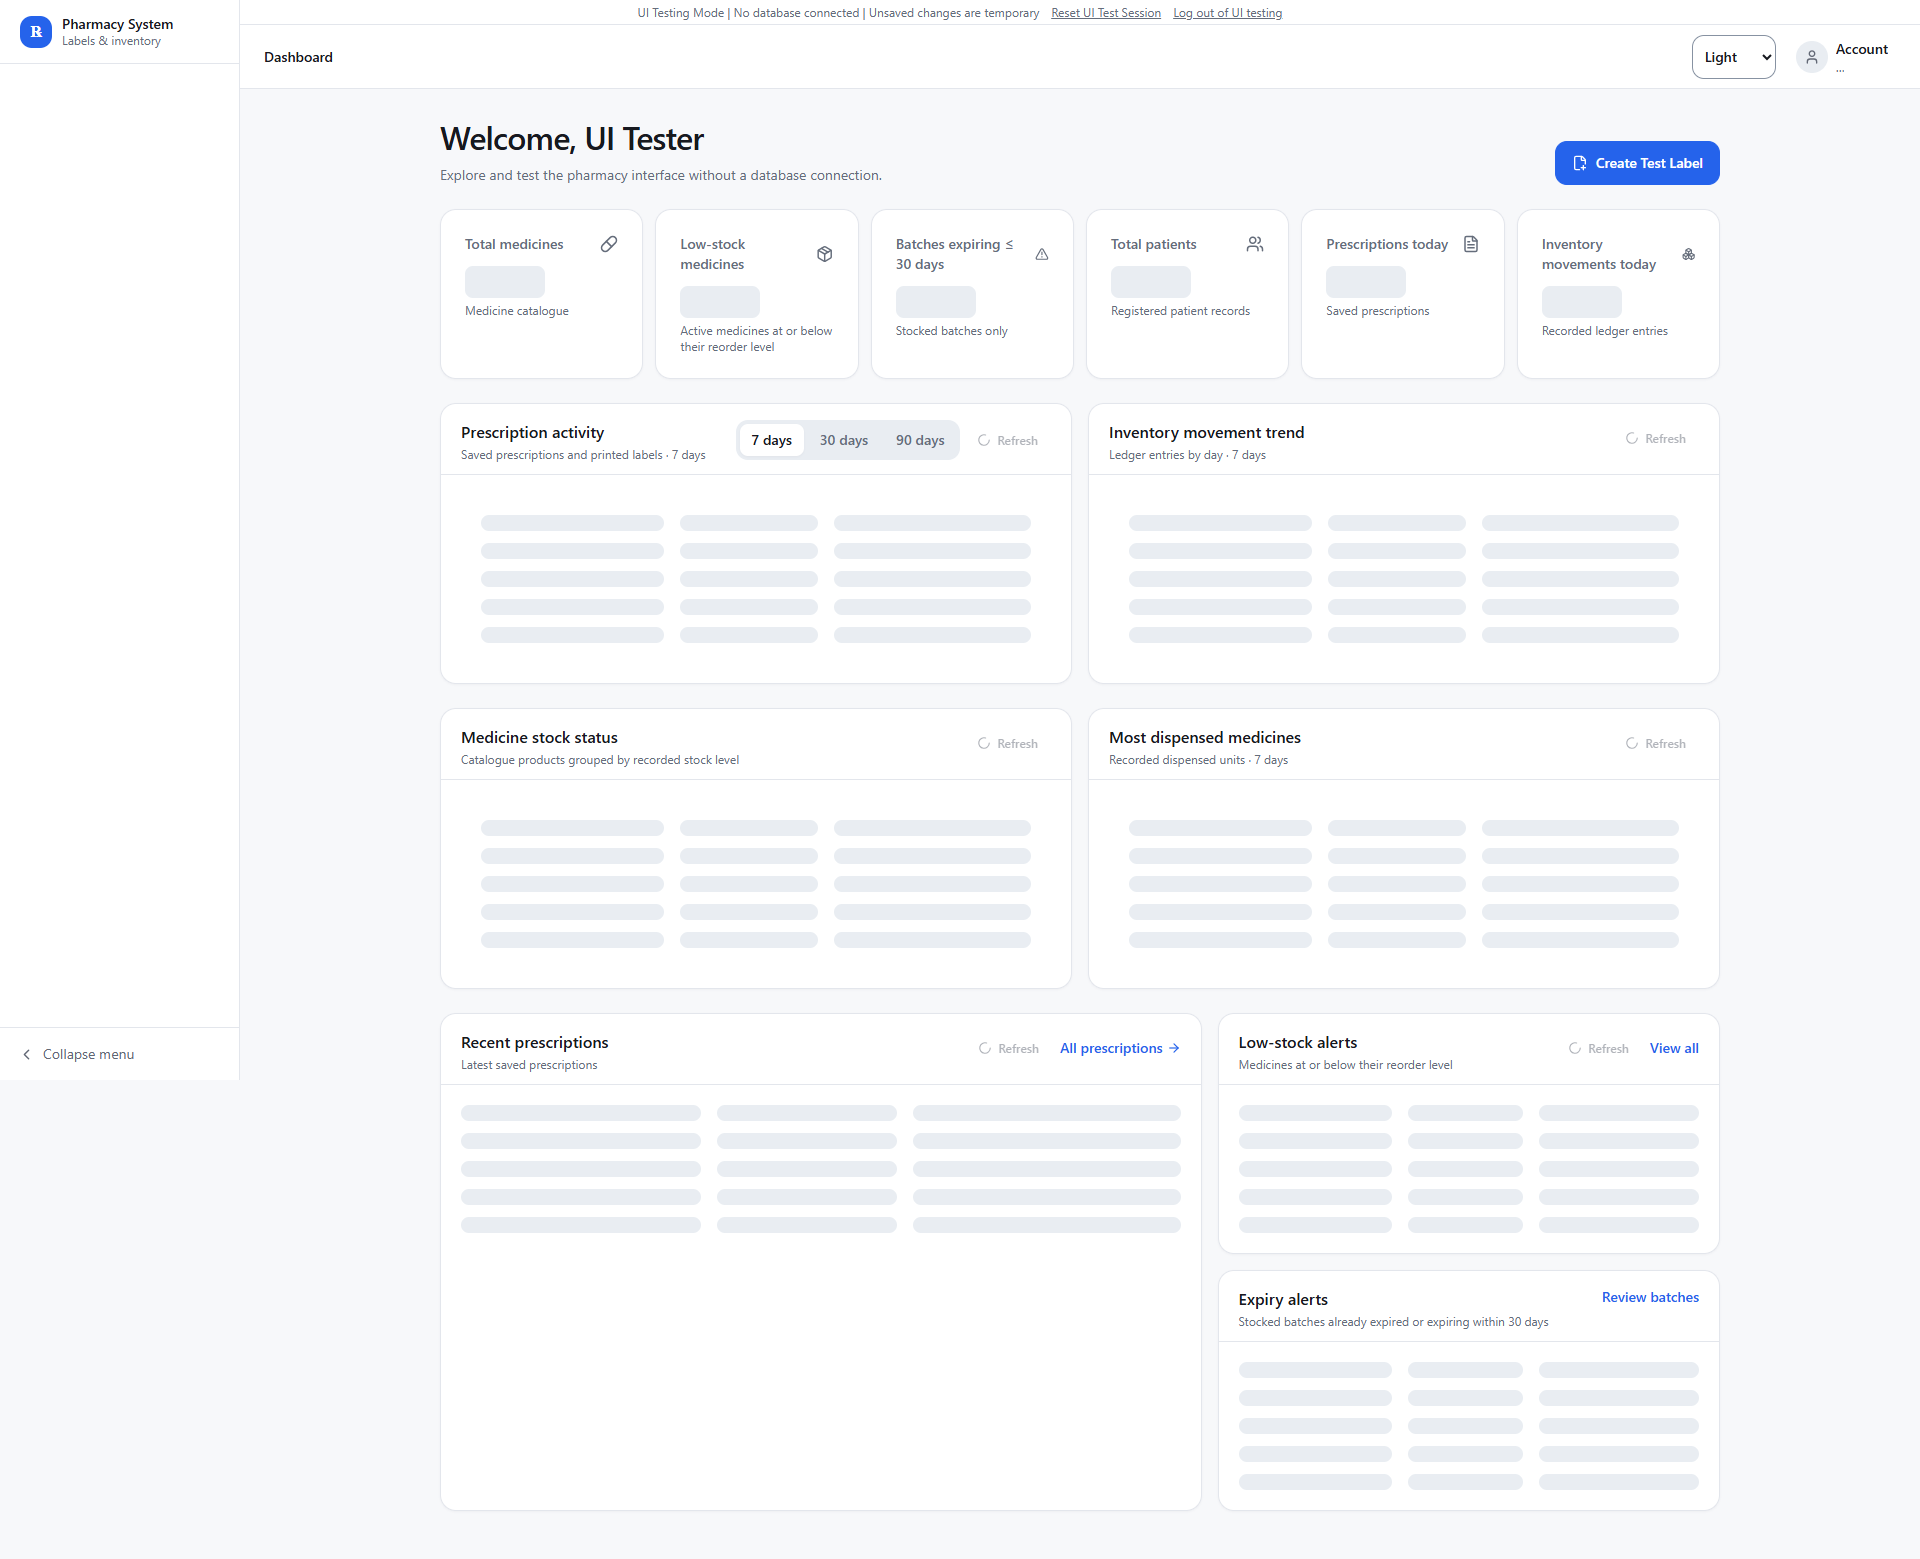 ℞
Pharmacy System
Labels & inventory
UI Testing Mode | No database connected | Unsaved changes are temporary Reset UI Test Session Log out of UI testing
Dashboard
Light
Account
...
Welcome, UI Tester
Explore and test the pharmacy interface without a database connection.
Create Test Label
Total medicines
Medicine catalogue
Low-stock
medicines
Active medicines at or below
their reorder level
Batches expiring ≤
30 days
Stocked batches only
Total patients
Registered patient records
Prescriptions today
Saved prescriptions
Inventory
movements today
Recorded ledger entries
Prescription activity
Saved prescriptions and printed labels · 7 days
7 days 30 days 90 days
Refresh
Inventory movement trend
Ledger entries by day · 7 days
Refresh
Medicine stock status
Catalogue products grouped by recorded stock level
Refresh
Most dispensed medicines
Recorded dispensed units · 7 days
Refresh
Recent prescriptions
Latest saved prescriptions
Refresh
All prescriptions →
Low-stock alerts
Medicines at or below their reorder level
Refresh
View all
Expiry alerts
Stocked batches already expired or expiring within 30 days
Review batches
Collapse menu